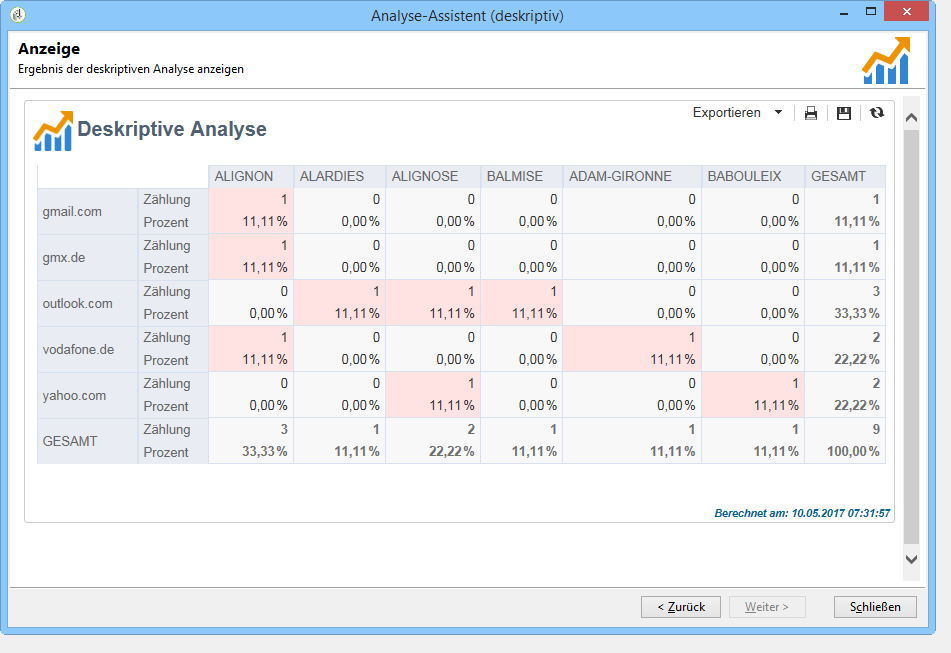 Analyse-Assistent (deskriptiv)
Anzeige
Ergebnis der deskriptiven Analyse anzeigen
Exportieren
Deskriptive Analyse
ALIGNON ALARDIES ALIGNOSE BALMISE ADAM-GIRONNE BABOULEIX GESAMT
gmail.com Zählung 1 0 0 0 0 0 1
Prozent 11,11% 0,00% 0,00% 0,00% 0,00% 0,00% 11,11%
gmx.de Zählung 1 0 0 0 0 0 1
Prozent 11,11% 0,00% 0,00% 0,00% 0,00% 0,00% 11,11%
outlook.com Zählung 0 1 1 1 0 0 3
Prozent 0,00% 11,11% 11,11% 11,11% 0,00% 0,00% 33,33%
vodafone.de Zählung 1 0 0 0 1 0 2
Prozent 11,11% 0,00% 0,00% 0,00% 11,11% 0,00% 22,22%
yahoo.com Zählung 0 0 1 0 0 1 2
Prozent 0,00% 0,00% 11,11% 0,00% 0,00% 11,11% 22,22%
GESAMT Zählung 3 1 2 1 1 1 9
Prozent 33,33% 11,11% 22,22% 11,11% 11,11% 11,11% 100,00%
Berechnet am: 10.05.2017 07:31:57
< Zurück Weiter > Schließen